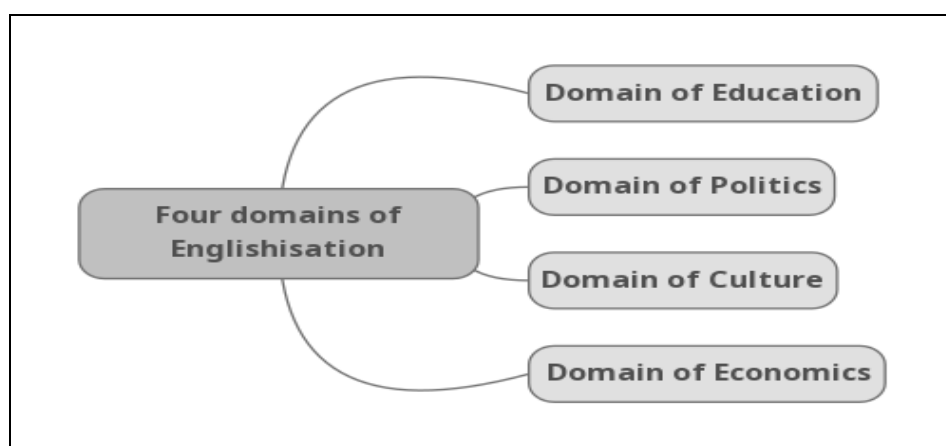 Four domains of
Englishisation
Domain of Education
Domain of Politics
Domain of Culture
Domain of Economics